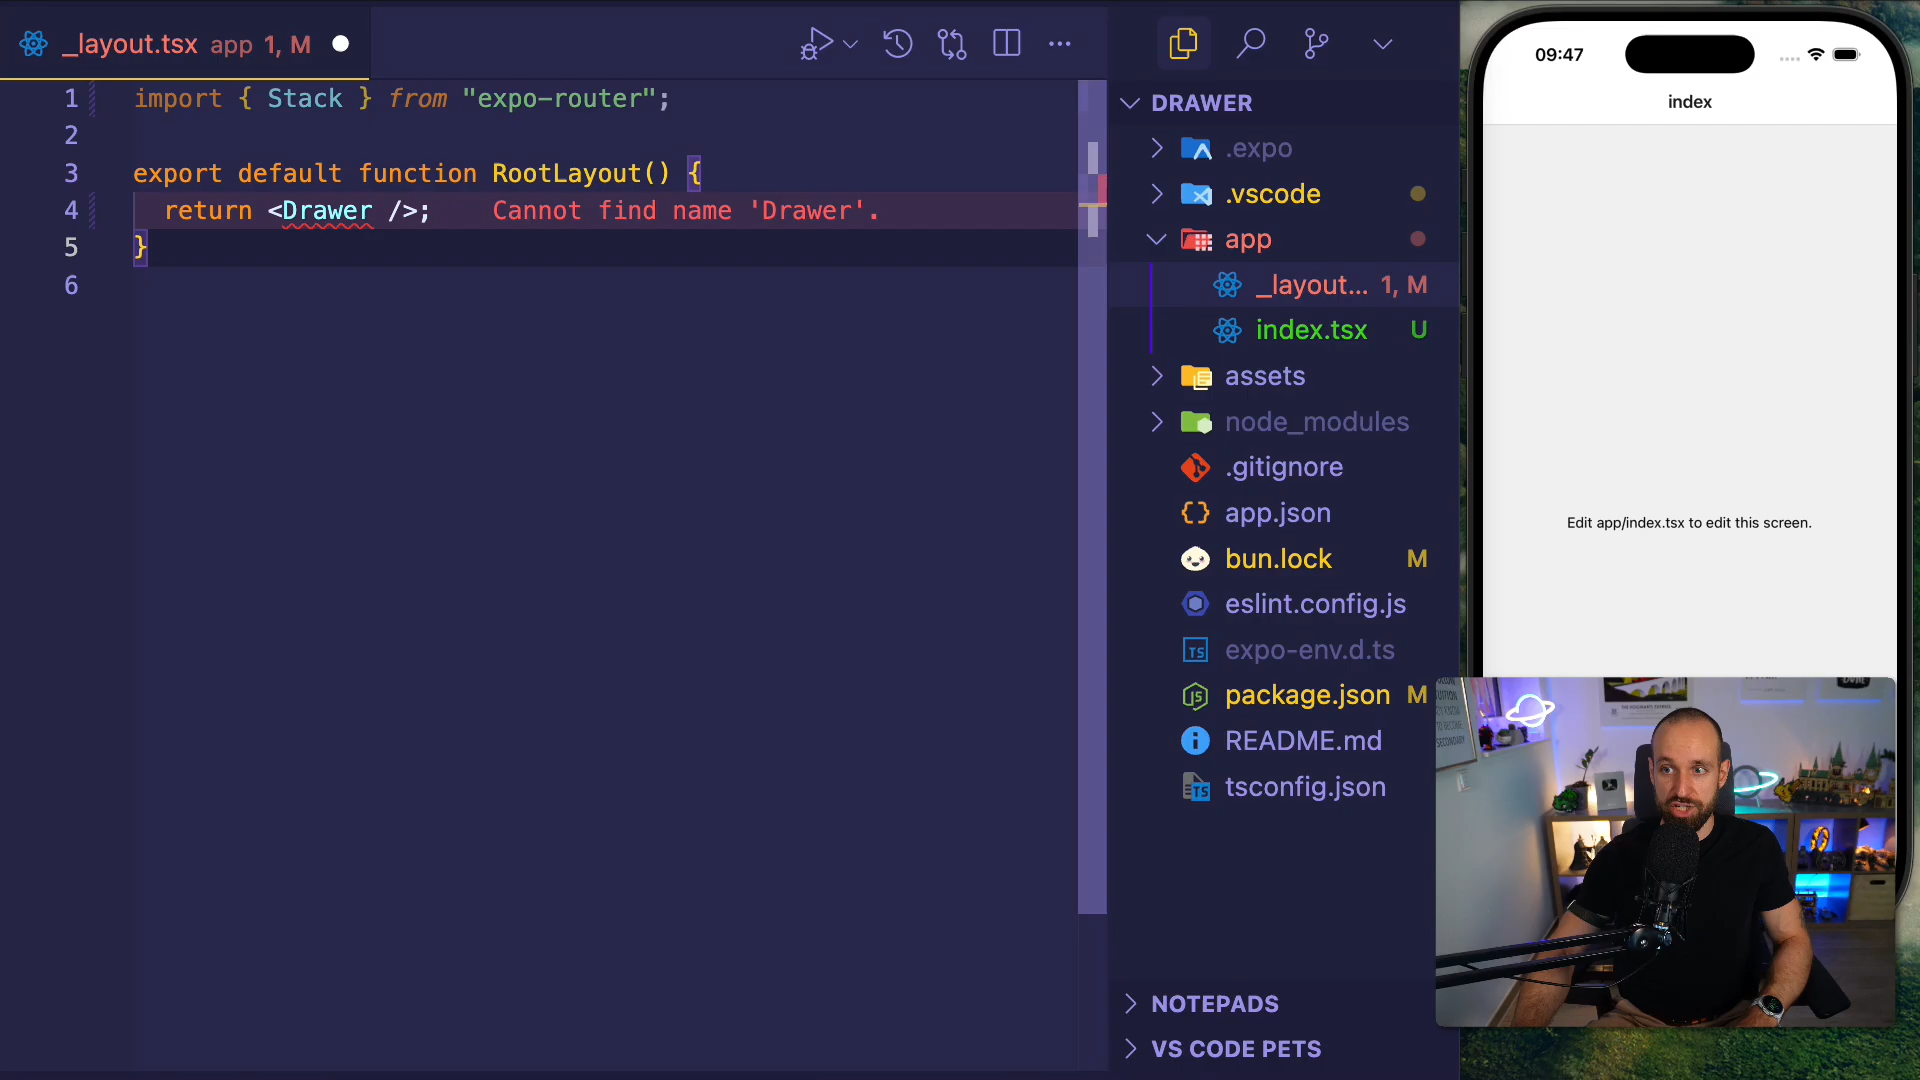 _layout.tsx app 1, M
1 import { Stack } from "expo-router";
2
3 export default function RootLayout() {
4 return <Drawer />; Cannot find name 'Drawer'.
5 }
6
DRAWER
.expo
.vscode
app
_layout... 1, M
index.tsx U
assets
node_modules
.gitignore
app.json
bun.lock M
eslint.config.js
expo-env.d.ts
package.json M
README.md
tsconfig.json
NOTEPADS
VS CODE PETS
09:47
index
Edit app/index.tsx to edit this screen.